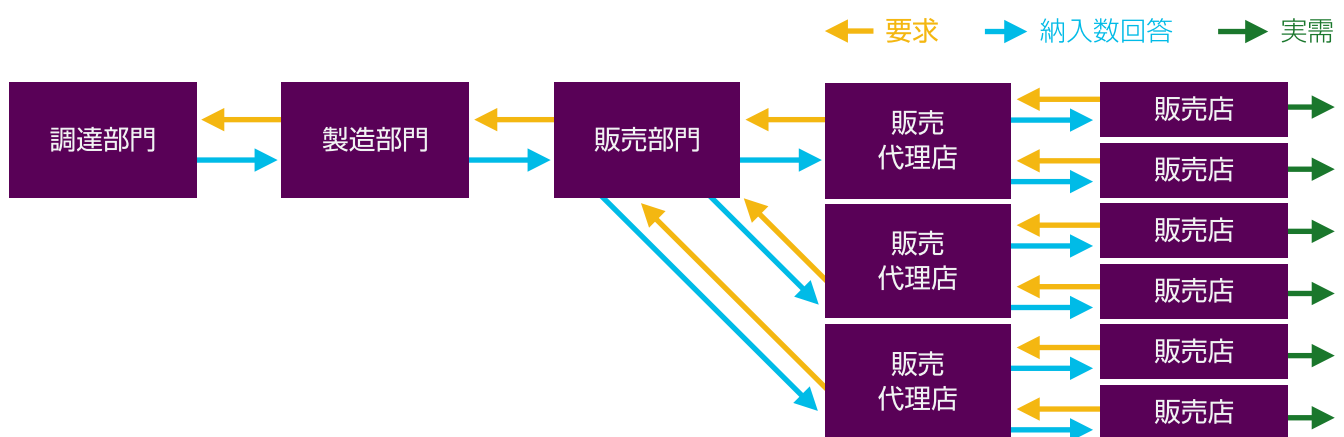 要求
納入数回答
実需
調達部門
製造部門
販売部門
販売
代理店
販売
代理店
販売
代理店
販売店
販売店
販売店
販売店
販売店
販売店